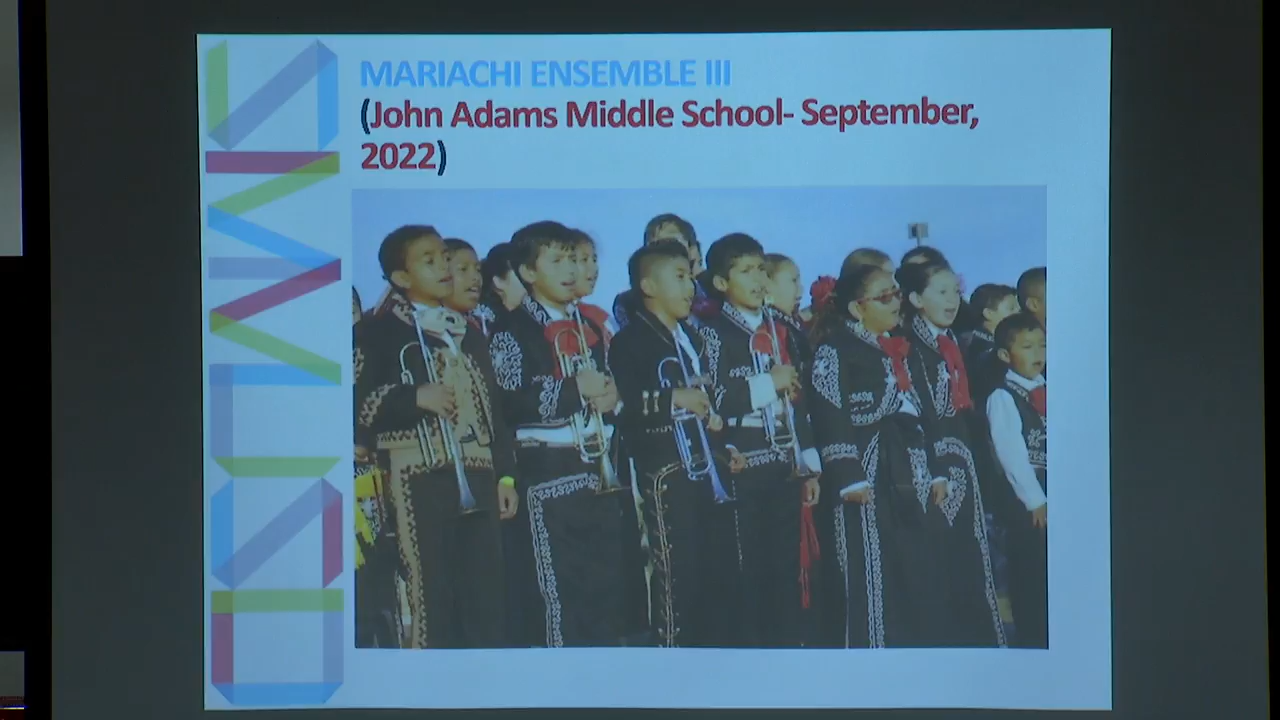 MARIACHI ENSEMBLE III
(John Adams Middle School- September,
2022)